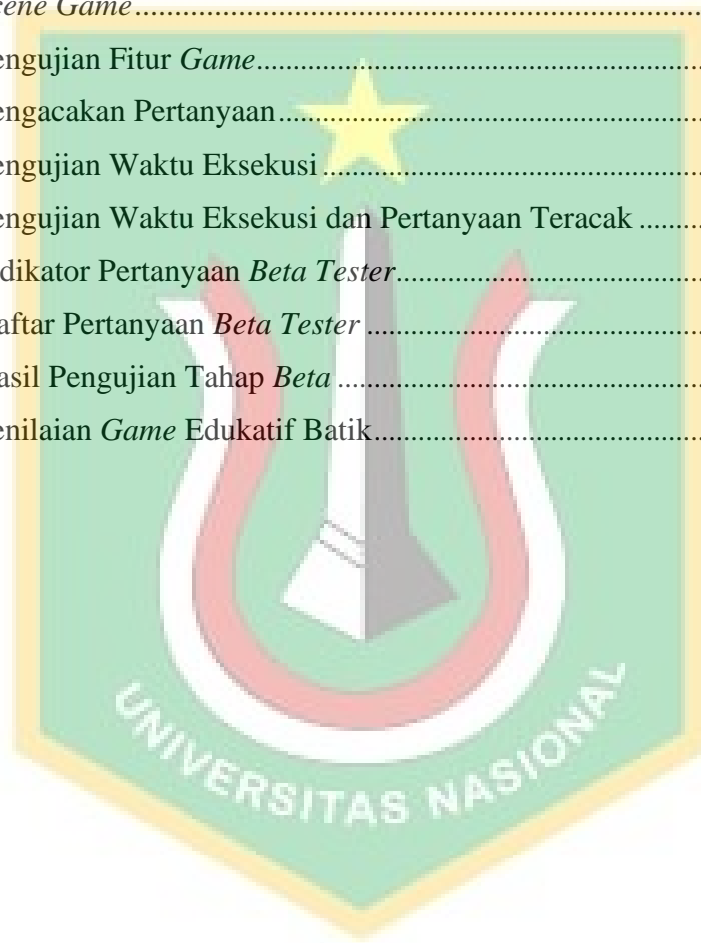 cene Game
engujian Fitur Game
engacakan Pertanyaan
engujian Waktu Eksekusi
engujian Waktu Eksekusi dan Pertanyaan Teracak
dikator Pertanyaan Beta Tester
aftar Pertanyaan Beta Tester
asil Pengujian Tahap Beta
enilaian Game Edukatif Batik
UNIVERSITAS NASIONAL